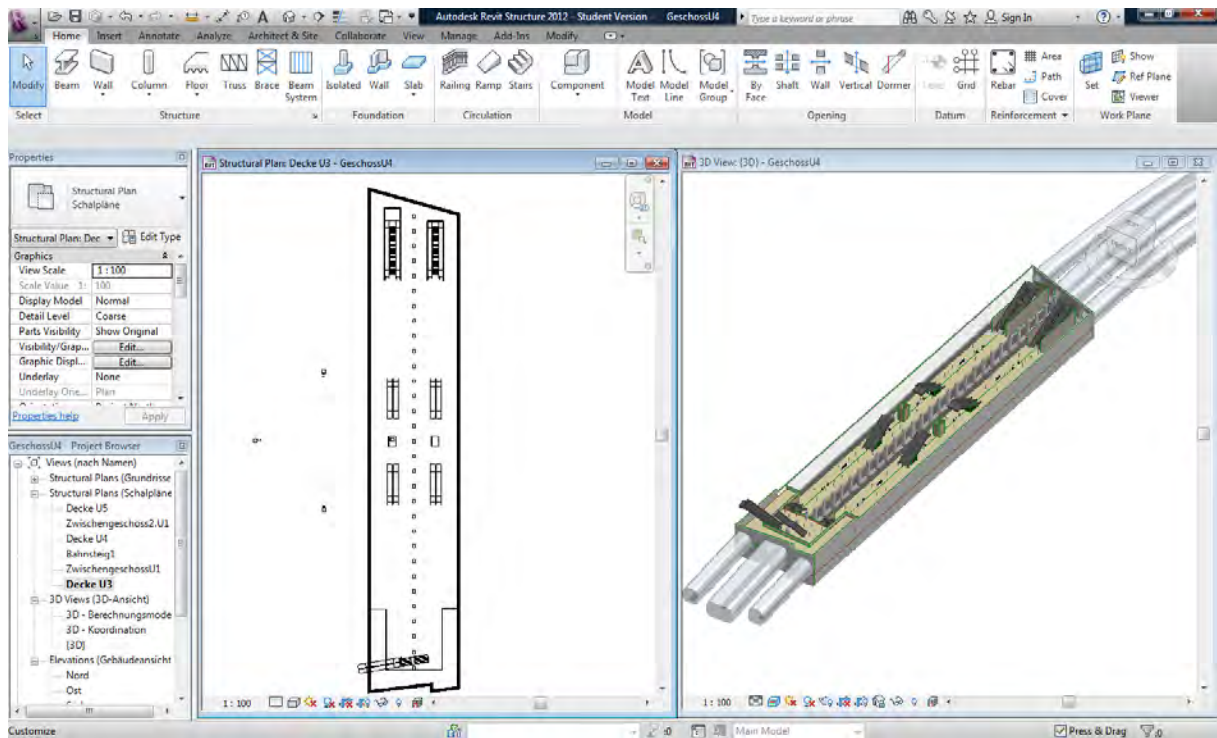 Autodesk Revit Structure 2012 - Student Version GeschossU4 Type a keyword or phrase Sign In
Home Insert Annotate Analyze Architect & Site Collaborate View Manage Add-Ins Modify
Modify Beam Wall Column Floor Truss Brace Beam System Isolated Wall Slab Railing Ramp Stairs Component Model Text Model Line Model Group By Face Shaft Wall Vertical Dormer Grid Rebar Area Path Cover Set Show Ref Plane Viewer
Select Structure Foundation Circulation Model Opening Datum Reinforcement Work Plane
Properties
Structural Plan
Schalpläne
Structural Plan: Dec Edit Type
Graphics
View Scale 1 : 100
Scale Value 1: 100
Display Model Normal
Detail Level Coarse
Parts Visibility Show Original
Visibility/Grap... Edit...
Graphic Displ... Edit...
Underlay None
Underlay Orie... Plan
Properties help Apply
GeschossU4 - Project Browser
Views (nach Namen)
Structural Plans (Grundrisse
Structural Plans (Schalpläne
Decke U5
Zwischengeschoss2.U1
Decke U4
Bahnsteig1
ZwischengeschossU1
Decke U3
3D Views (3D-Ansicht)
3D - Berechnungsmode
3D - Koordination
{3D}
Elevations (Gebäudeansicht
Nord
Ost
Structural Plan: Decke U3 - GeschossU4
1 : 100
3D View: {3D} - GeschossU4
1 : 100
Customize :0 Main Model Press & Drag :0